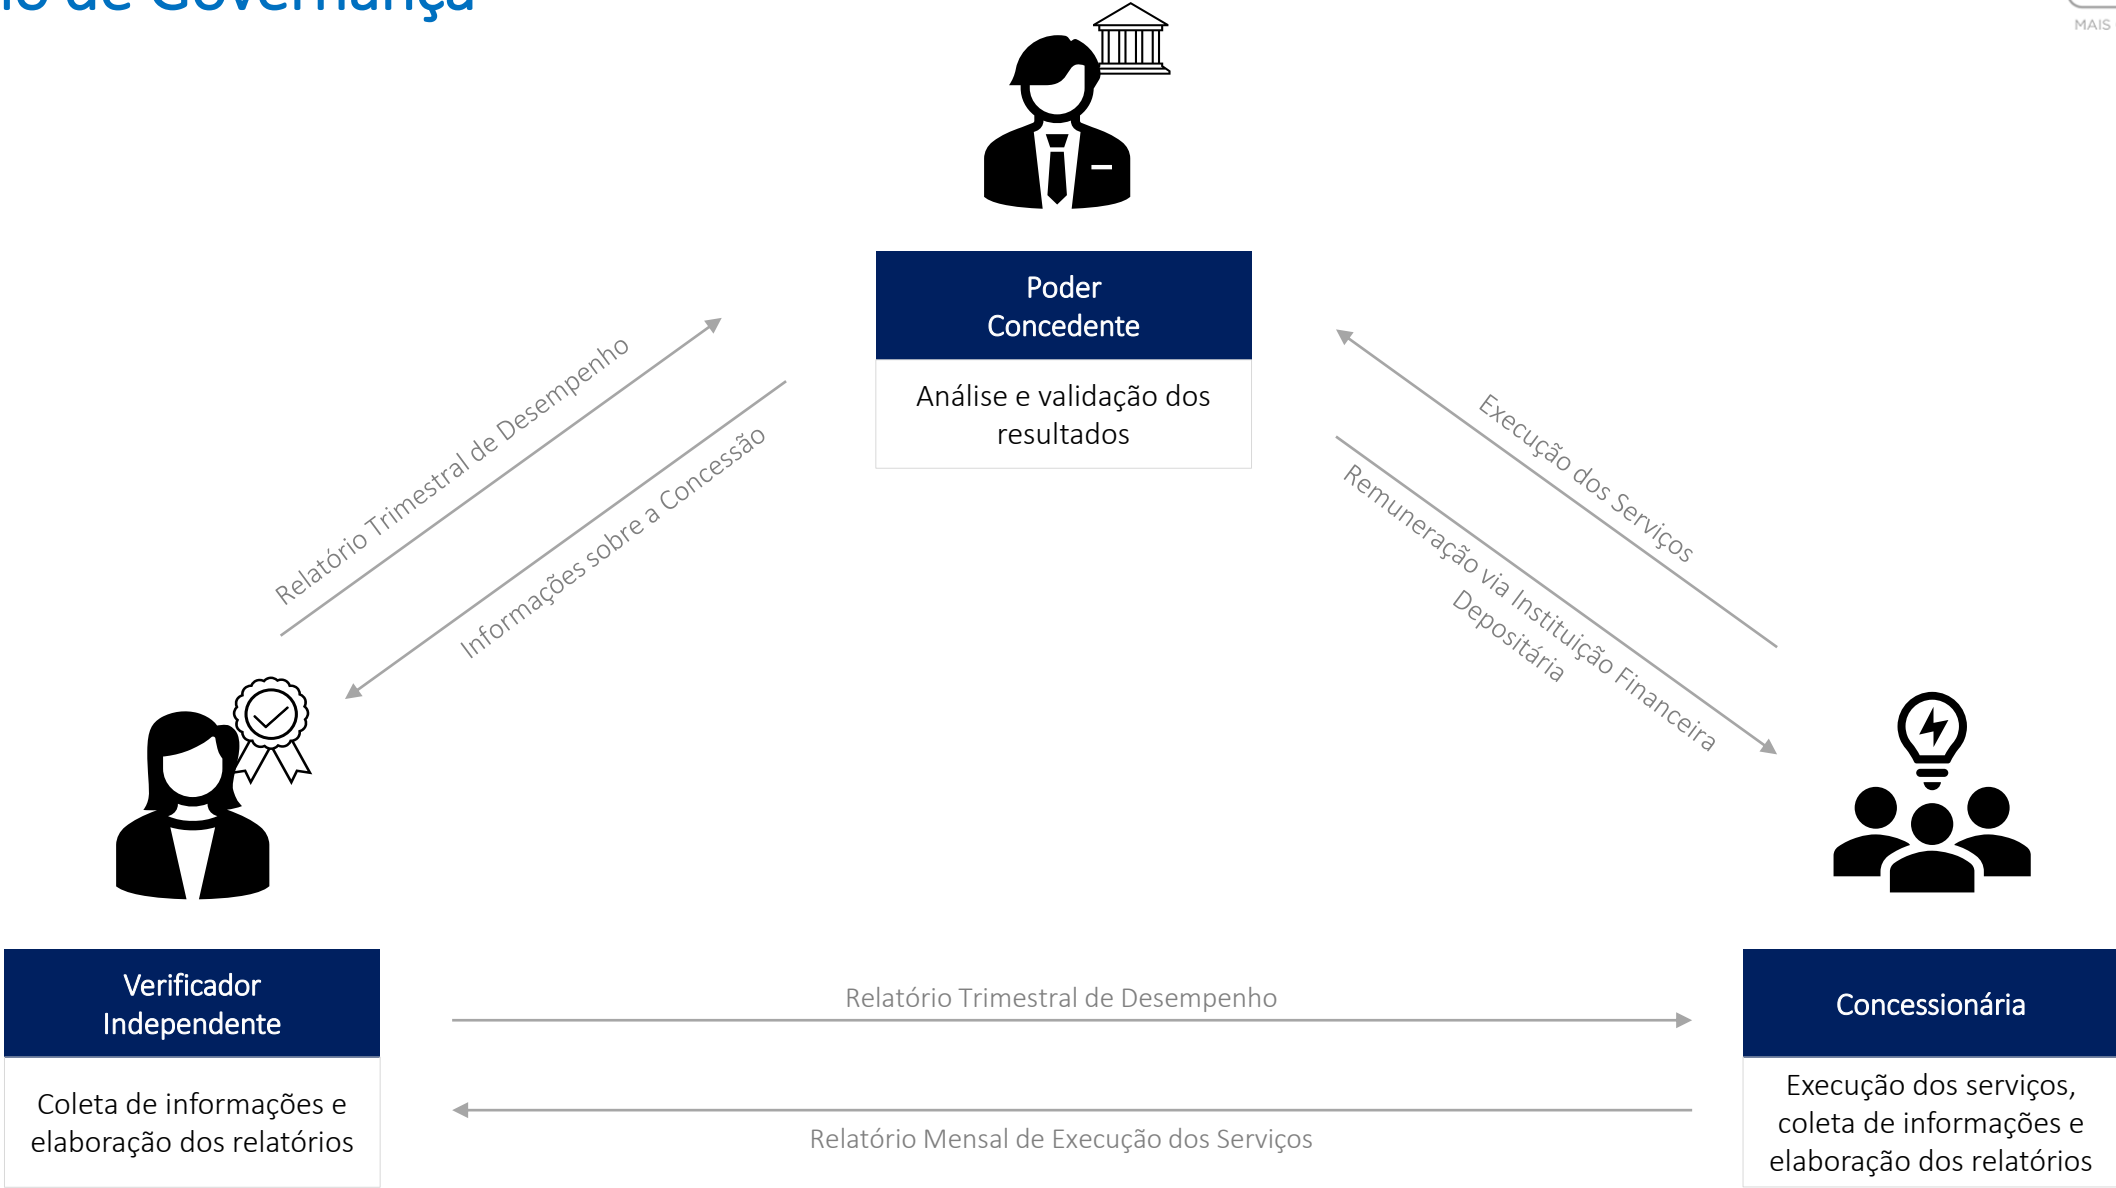 de Governança
MAIS
Poder
Concedente
Análise e validação dos
resultados
Relatório Trimestral de Desempenho
Informações sobre a Concessão
Execução dos Serviços
Remuneração via Instituição Financeira
Depositária
Verificador
Independente
Coleta de informações e
elaboração dos relatórios
Relatório Trimestral de Desempenho
Relatório Mensal de Execução dos Serviços
Concessionária
Execução dos serviços,
coleta de informações e
elaboração dos relatórios